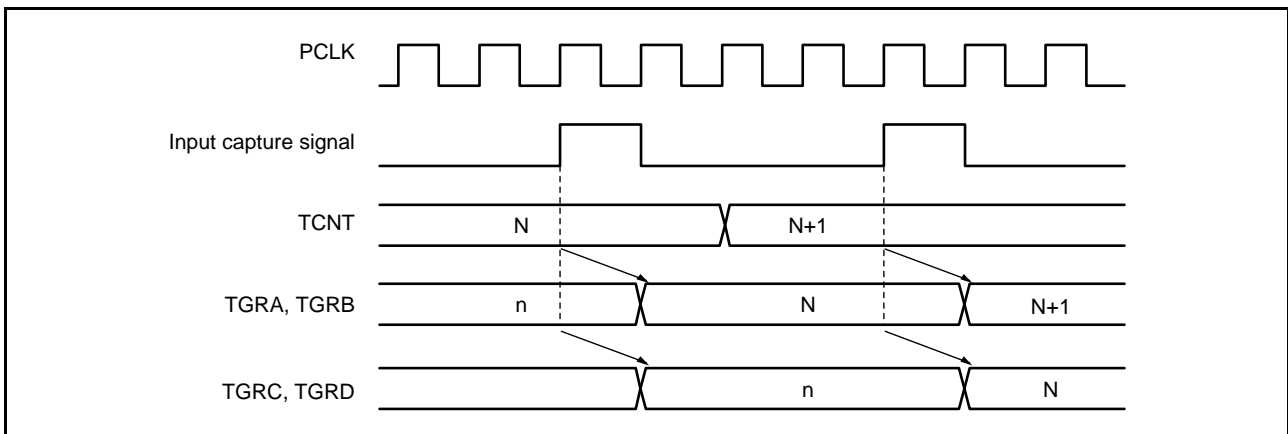 PCLK
Input capture signal
TCNT N N+1
TGRA, TGRB n N N+1
TGRC, TGRD n N